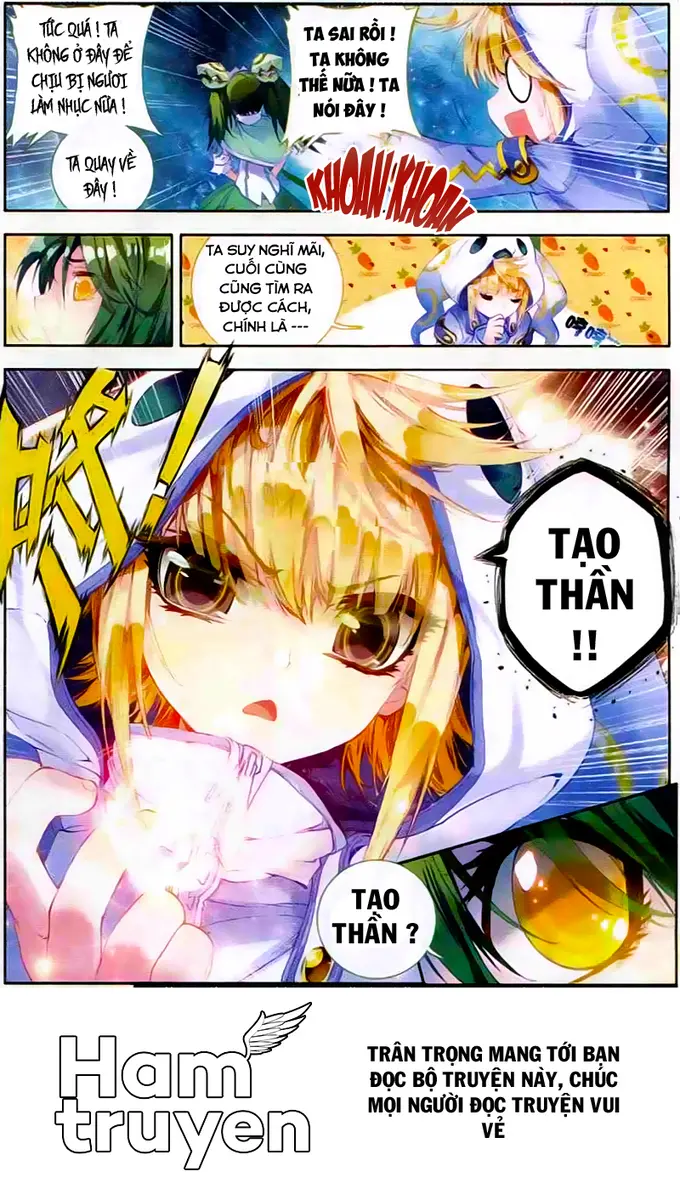 TỨC QUÁ ! TA
KHÔNG Ở ĐÂY ĐỂ
CHỊU BỊ NGƯƠI
LÀM NHỤC NỮA !
TA QUAY VỀ
ĐÂY !
TA SAI RỒI !
TA KHÔNG
THẾ NỮA ! TA
NÓI ĐÂY !
KHOAN KHOAN
TA SUY NGHĨ MÃI,
CUỐI CÙNG
CŨNG TÌM RA
ĐƯỢC CÁCH,
CHÍNH LÀ ---
TẠO
THẦN
!!
TẠO
THẦN ?
Ham
truyen
TRÂN TRỌNG MANG TỚI BẠN
ĐỌC BỘ TRUYỆN NÀY, CHÚC
MỌI NGƯỜI ĐỌC TRUYỆN VUI
VẺ